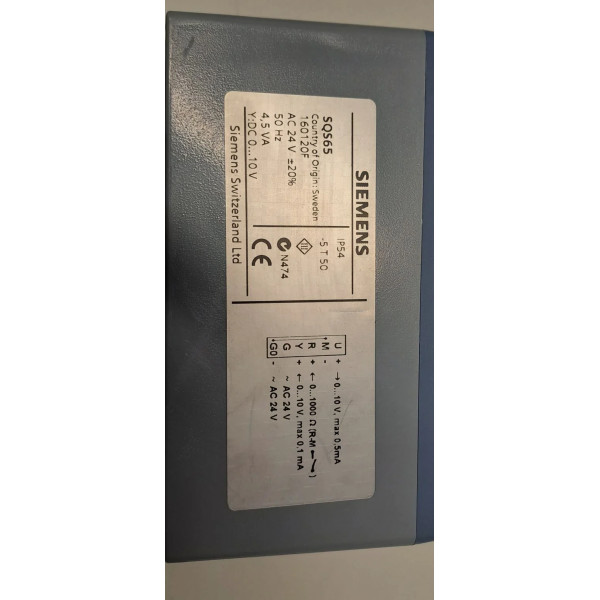 SIEMENS
SQS65
Country of Origin: Sweden
160120F
AC 24 V ±20%
50 Hz
4,5 VA
Y:DC 0...10 V
Siemens Switzerland Ltd
IP54
-5 T 50
N474
CE
U + → 0...10 V, max 0.5mA
*M -
R + ← 0...1000 Ω (R-M)
Y + ← 0...10V, max 0.1 mA
G ~ AC 24 V
*G0 - ~ AC 24 V